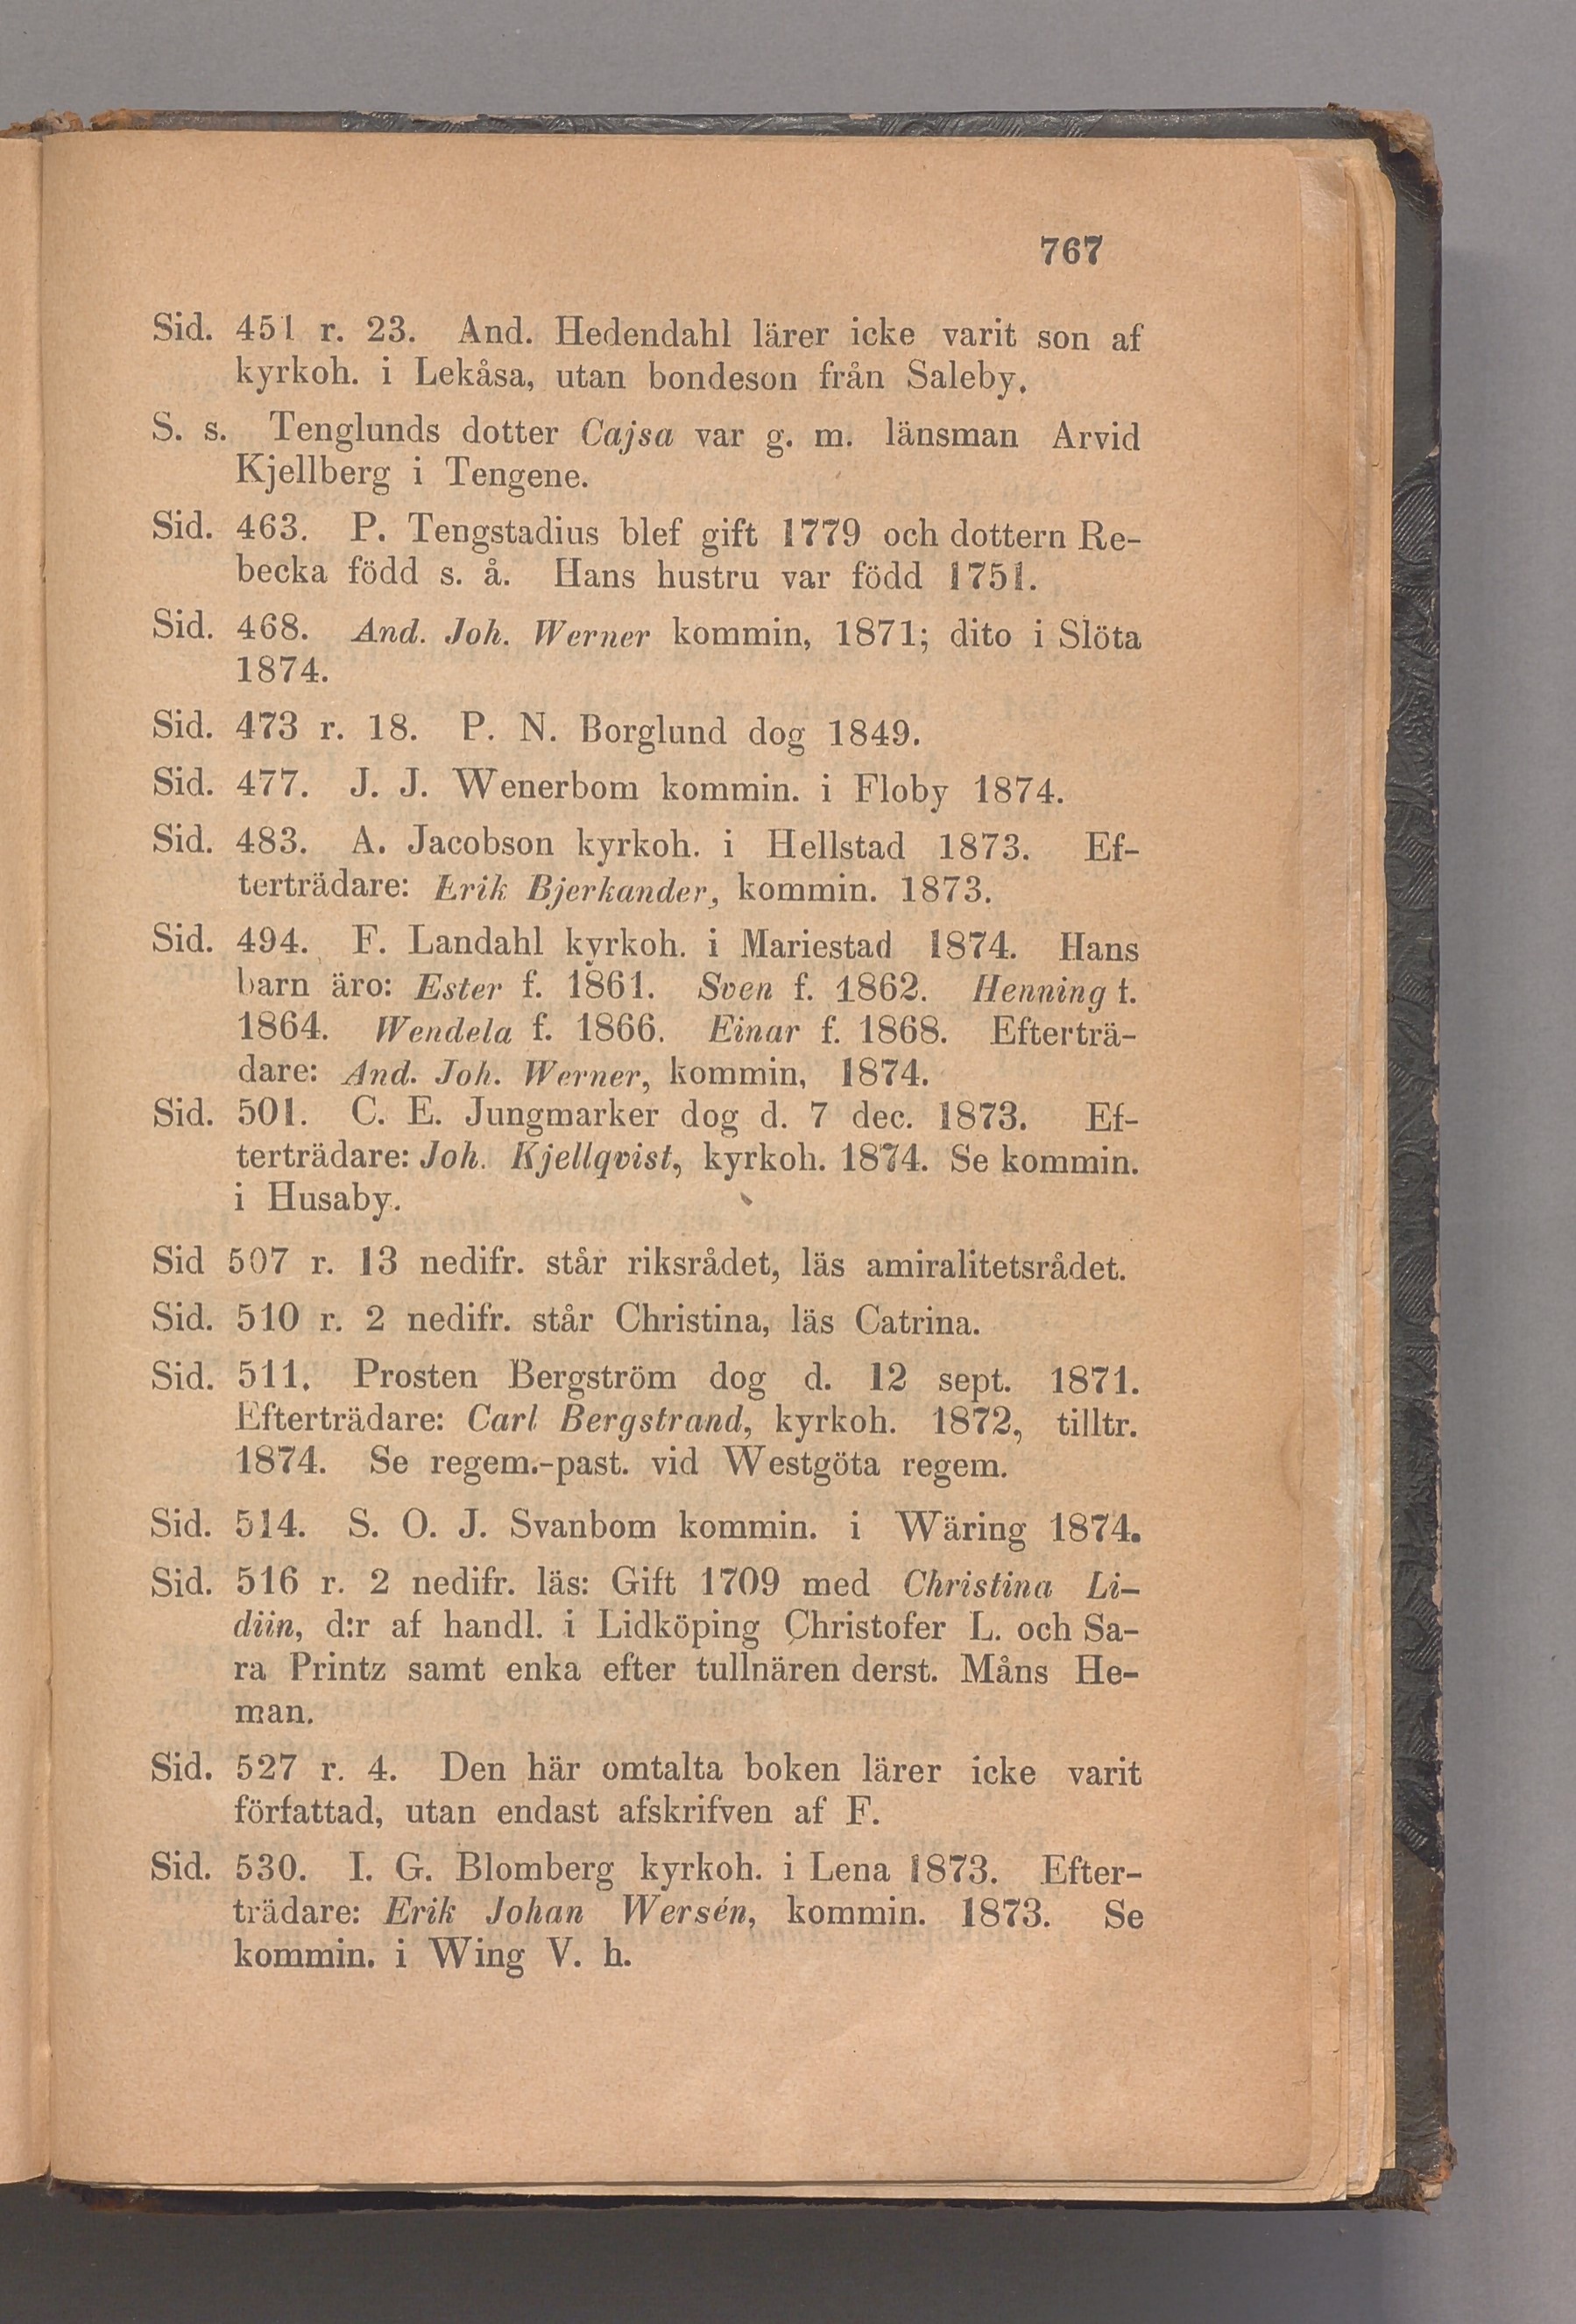 767
Sid. 451 r. 23. And. Hedendahl lärer icke varit son af
kyrkoh. i Lekåsa, utan bondeson från Saleby.
S. s. Tenglunds dotter Cajsa var g. m. länsman Arvid
Kjellberg i Tengene.
Sid. 463. P. Tengstadius blef gift 1779 och dottern Re-
becka född s. å. Hans hustru var född 1751.
Sid. 468. And. Joh. Werner kommin, 1871; dito i Slöta
1874.
Sid. 473 r. 18. P. N. Borglund dog 1849.
Sid. 477. J. J. Wenerbom kommin. i Floby 1874.
Sid. 483. A. Jacobson kyrkoh. i Hellstad 1873. Ef-
terträdare: Erik Bjerkander, kommin. 1873.
Sid. 494. F. Landahl kyrkoh. i Mariestad 1874. Hans
barn äro: Ester f. 1861. Sven f. 1862. Henning f.
1864. Wendela f. 1866. Einar f. 1868. Efterträ-
dare: And. Joh. Werner, kommin, 1874.
Sid. 501. C. E. Jungmarker dog d. 7 dec. 1873. Ef-
terträdare: Joh. Kjellqvist, kyrkoh. 1874. Se kommin.
i Husaby.
Sid 507 r. 13 nedifr. står riksrådet, läs amiralitetsrådet.
Sid. 510 r. 2 nedifr. står Christina, läs Catrina.
Sid. 511. Prosten Bergström dog d. 12 sept. 1871.
Efterträdare: Carl Bergstrand, kyrkoh. 1872, tilltr.
1874. Se regem.-past. vid Westgöta regem.
Sid. 514. S. O. J. Svanbom kommin. i Wäring 1874.
Sid. 516 r. 2 nedifr. läs: Gift 1709 med Christina Li-
diin, d:r af handl. i Lidköping Christofer L. och Sa-
ra Printz samt enka efter tullnären derst. Måns He-
man.
Sid. 527 r. 4. Den här omtalta boken lärer icke varit
författad, utan endast afskrifven af F.
Sid. 530. I. G. Blomberg kyrkoh. i Lena 1873. Efter-
trädare: Erik Johan Wersén, kommin. 1873. Se
kommin. i Wing V. h.